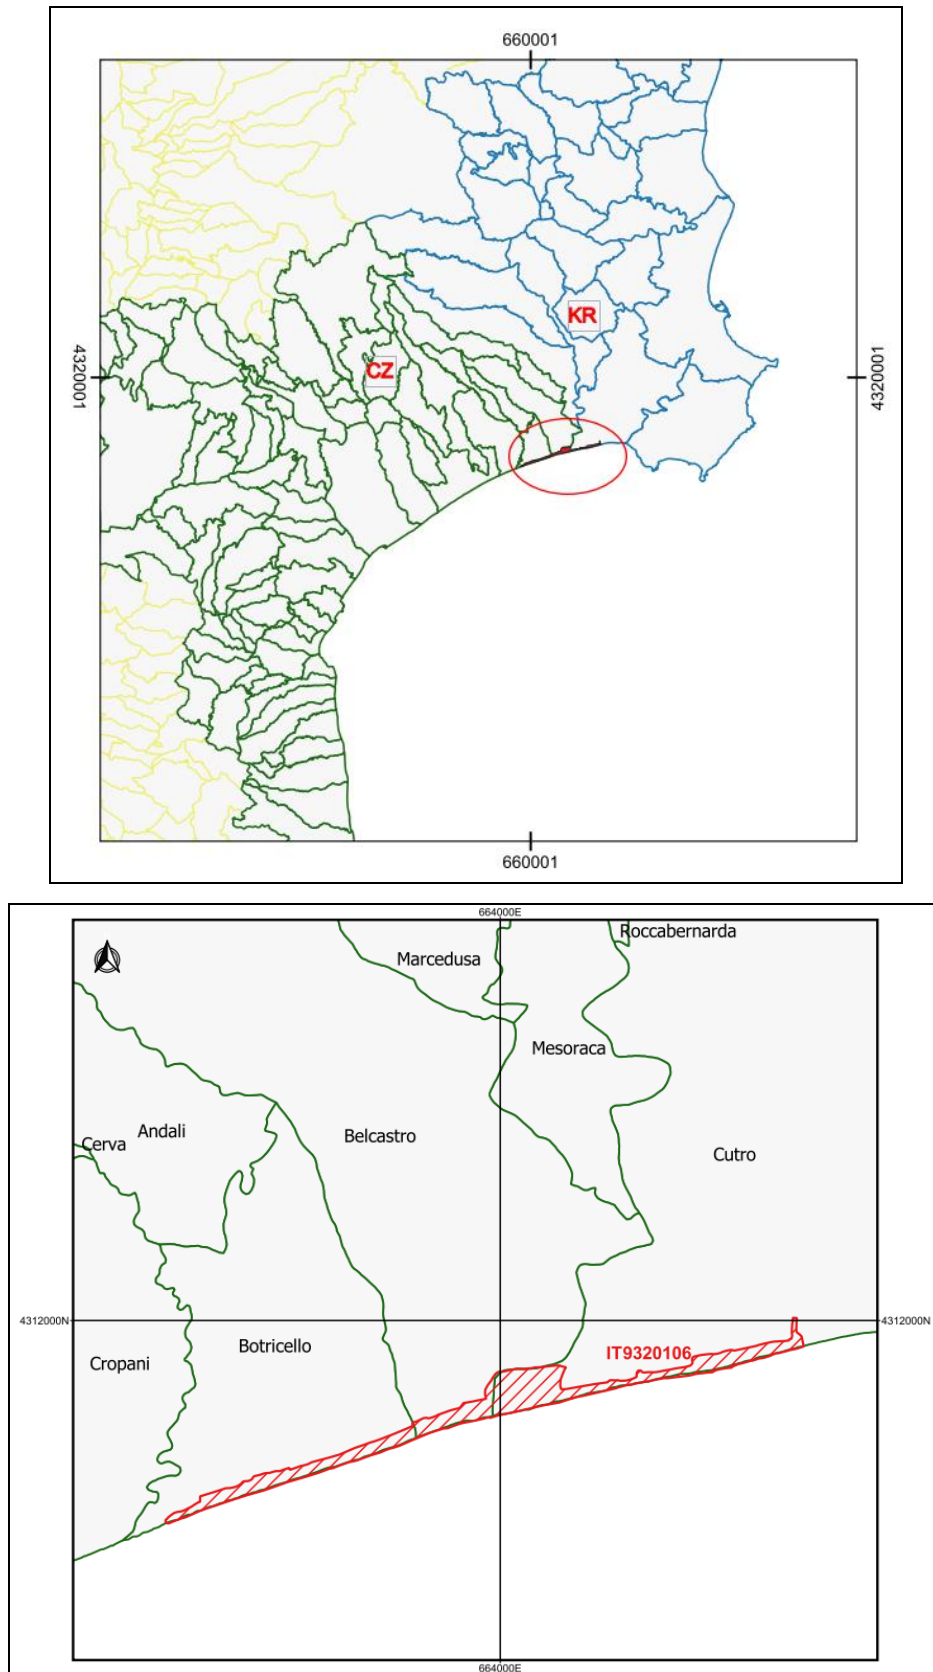 660001
KR
CZ
4320001
4320001
660001
664000E
Roccabernarda
Marcedusa
Mesoraca
Andali
Belcastro
Cerva
Cutro
4312000N
4312000N
Botricello
IT9320106
Cropani
664000E